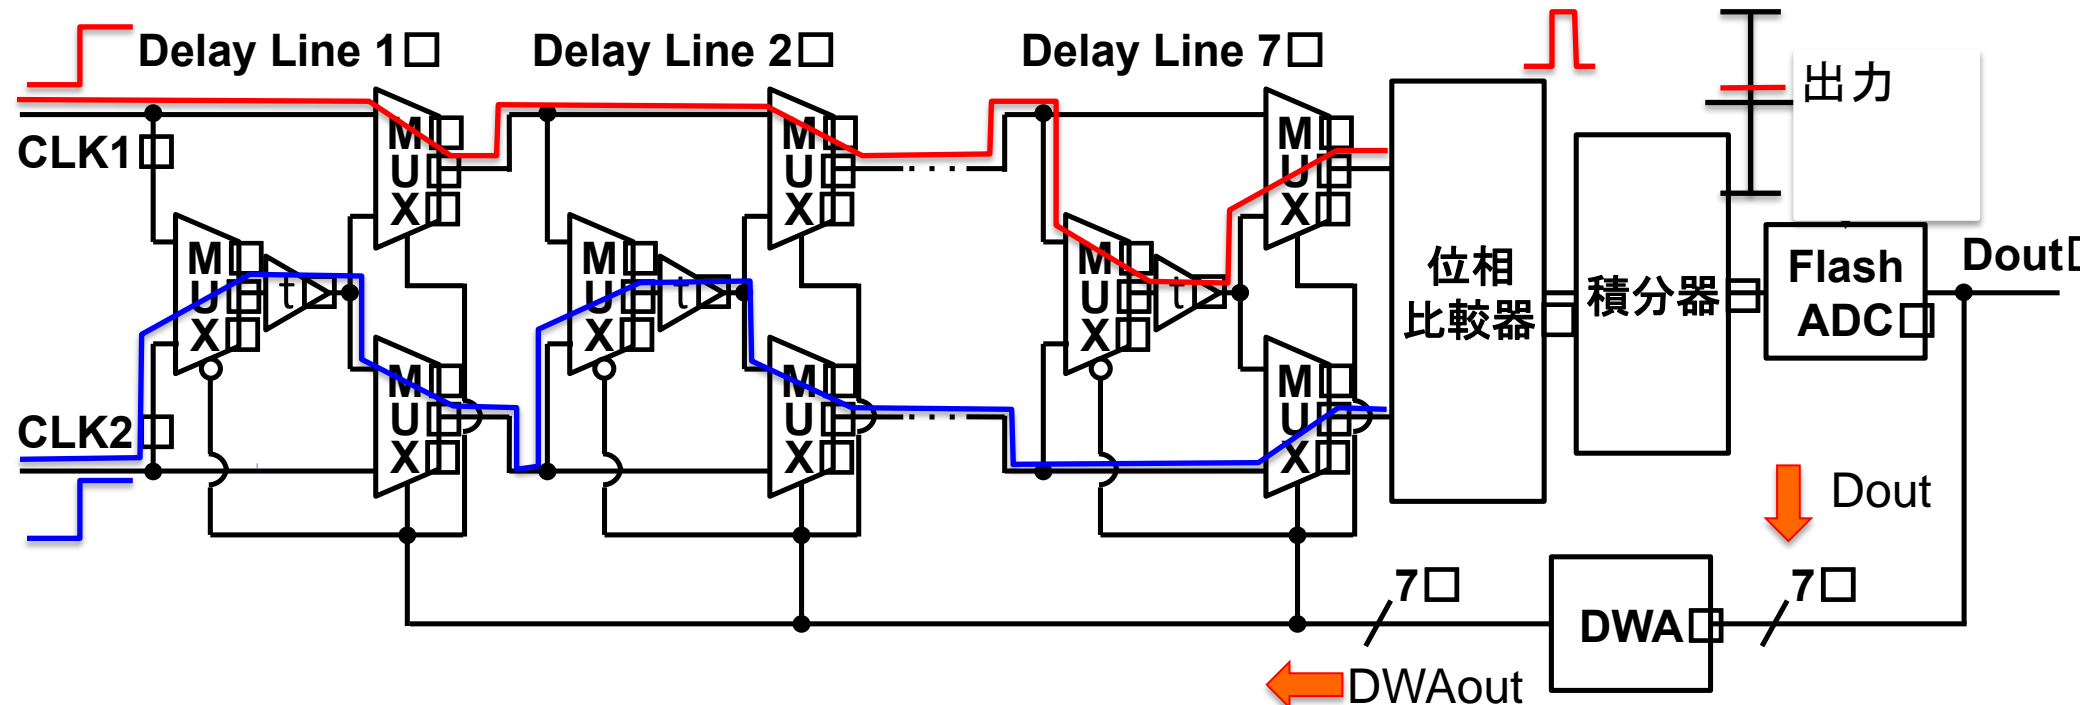 Delay Line 1□
Delay Line 2□
Delay Line 7□
出力
CLK1□
CLK2□
M□
U□
X□
M□
U□
X□
M□
U□
X□
M□
U□
X□
M□
U□
X□
M□
U□
X□
M□
U□
X□
M□
U□
X□
M□
U□
X□
t□
t□
t□
· · ·
· · ·
位相
比較器□
積分器□
Flash
ADC□
Dout□
Dout
7□
7□
DWA□
DWAout